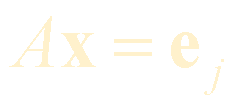 Ax = e_j